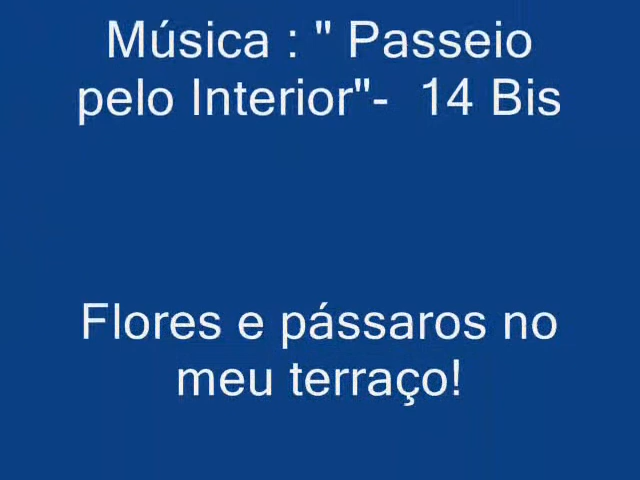 Música : " Passeio
pelo Interior"-  14 Bis
Flores e pássaros no
meu terraço!